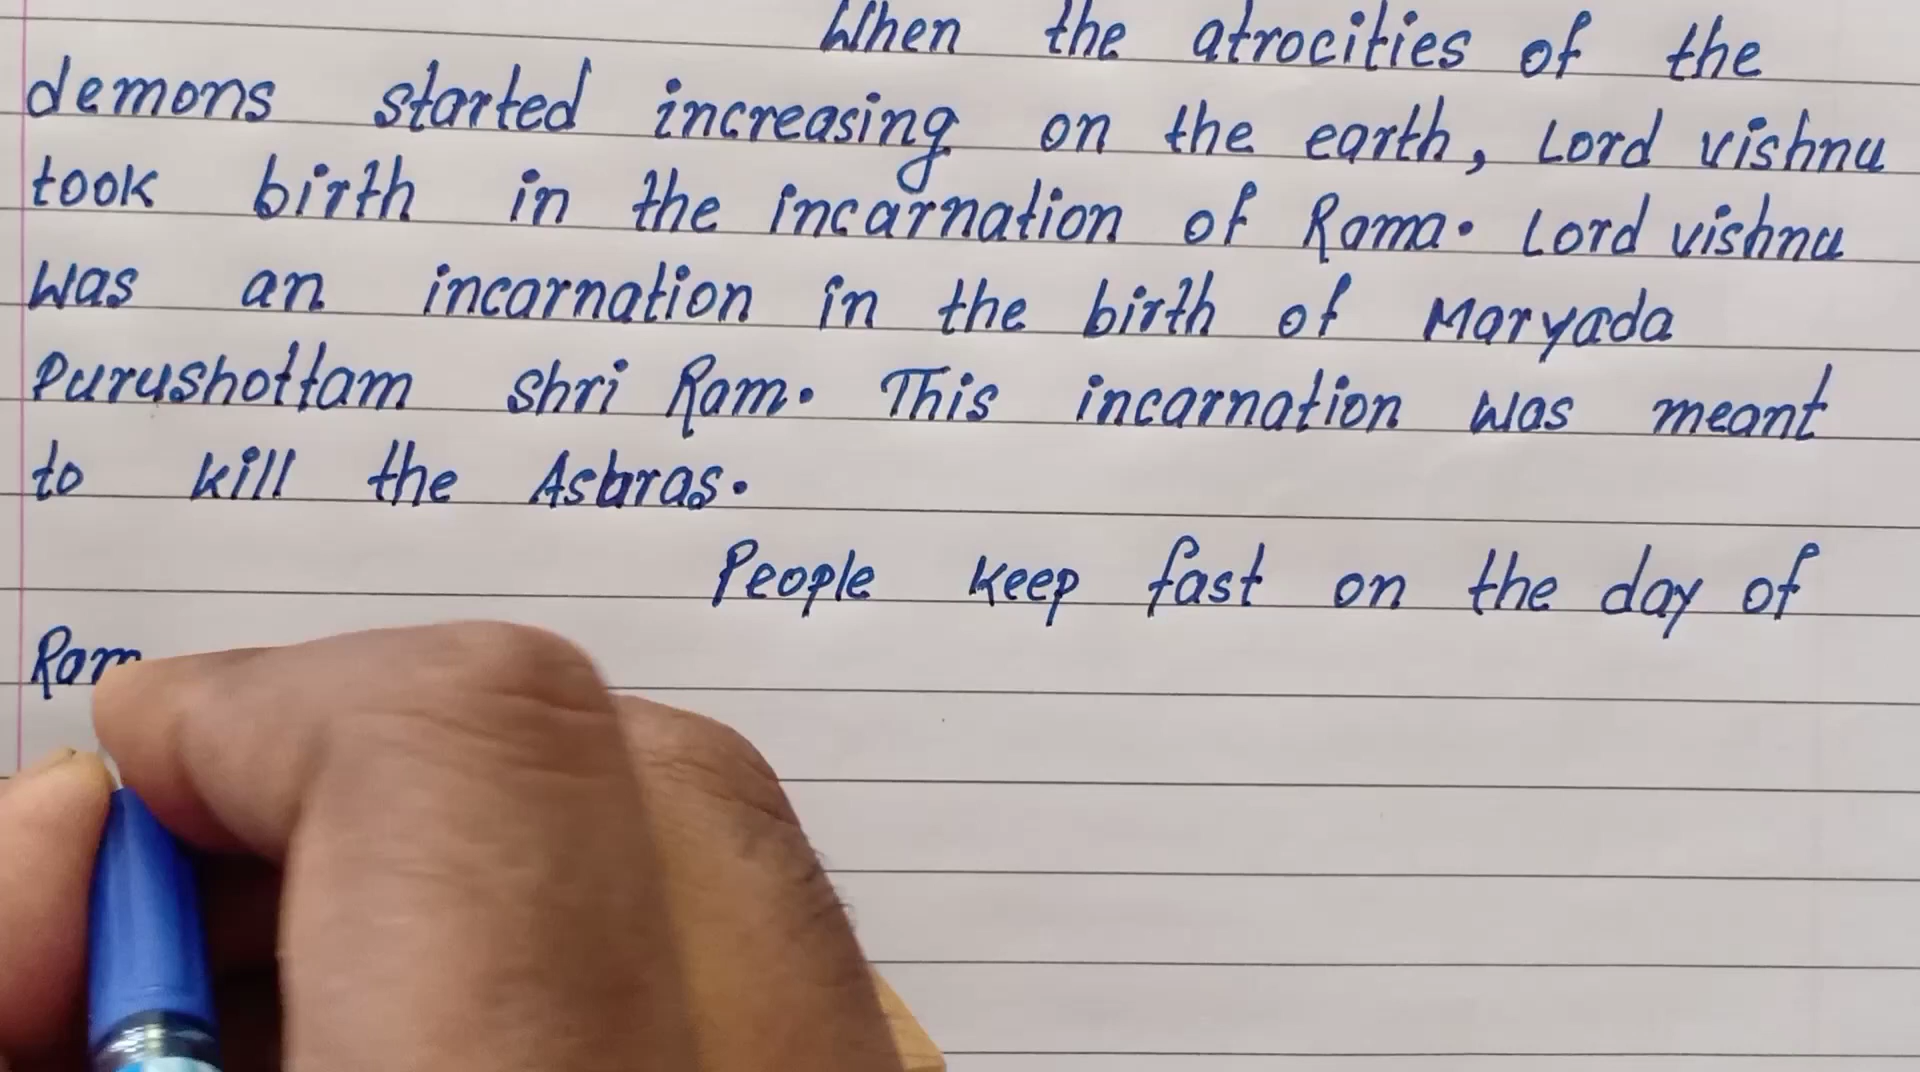 When the atrocities of the
demons started increasing on the earth, Lord vishnu
took birth in the incarnation of Rama. Lord vishnu
was an incarnation in the birth of Maryada
Purushottam shri Ram. This incarnation was meant
to kill the Asuras.
People keep fast on the day of
Ram